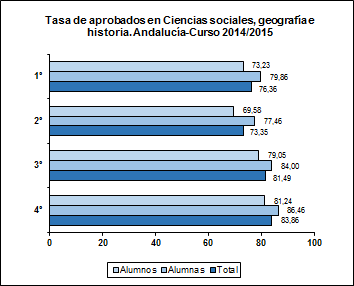 Tasa de aprobados en Ciencias sociales, geografía e
historia. Andalucía-Curso 2014/2015
1º
73,23
79,86
76,36
2º
69,58
77,46
73,35
3º
79,05
84,00
81,49
4º
81,24
86,46
83,86
0 20 40 60 80 100
Alumnos Alumnas Total